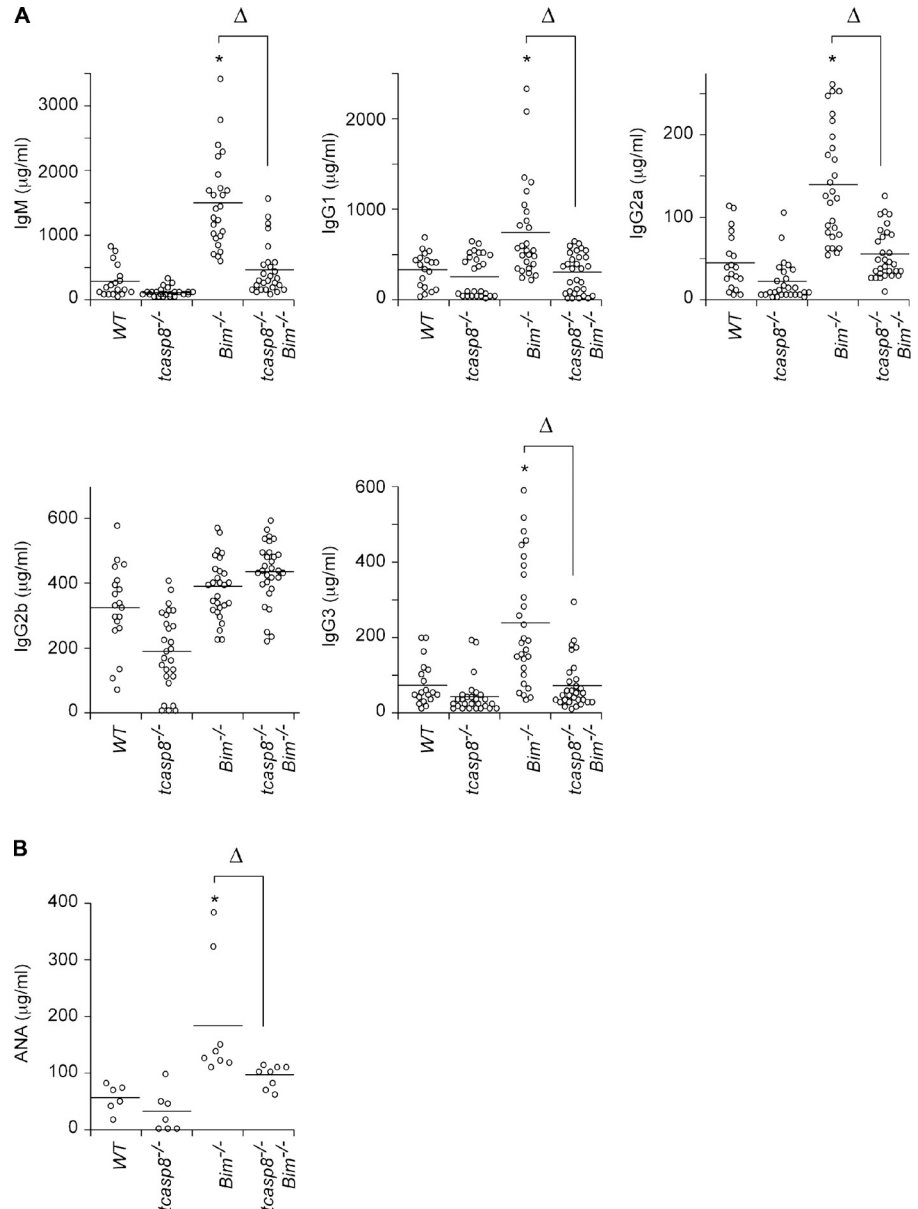 A
Δ
*
IgM (μg/ml)
3000
2000
1000
0
WT
tcasp8-/-
Bim-/-
tcasp8-/-
Bim-/-
Δ
*
IgG1 (μg/ml)
2000
1000
0
WT
tcasp8-/-
Bim-/-
tcasp8-/-
Bim-/-
Δ
*
IgG2a (μg/ml)
200
100
0
WT
tcasp8-/-
Bim-/-
tcasp8-/-
Bim-/-
IgG2b (μg/ml)
600
400
200
0
WT
tcasp8-/-
Bim-/-
tcasp8-/-
Bim-/-
Δ
*
IgG3 (μg/ml)
600
400
200
0
WT
tcasp8-/-
Bim-/-
tcasp8-/-
Bim-/-
B
Δ
*
ANA (μg/ml)
400
300
200
100
0
WT
tcasp8-/-
Bim-/-
tcasp8-/-
Bim-/-